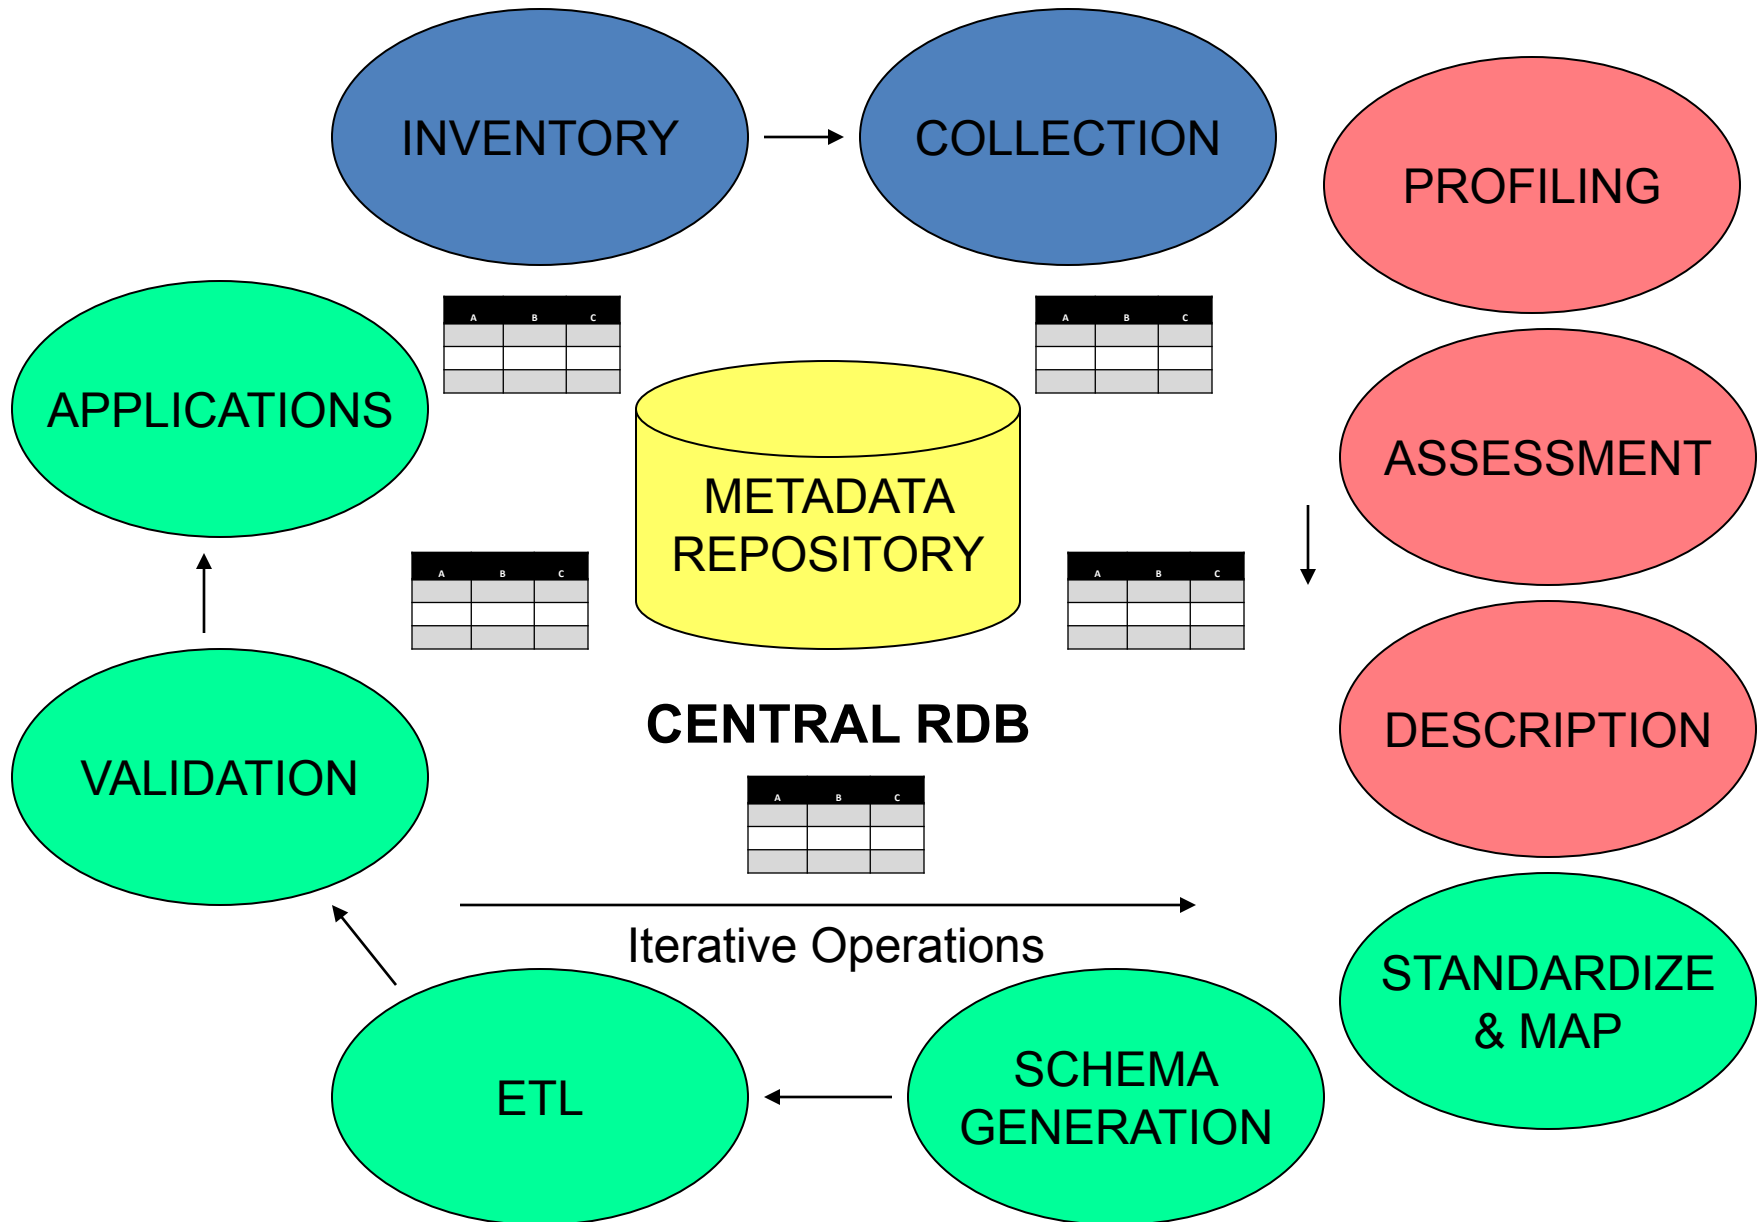 INVENTORY
COLLECTION
PROFILING
A B C
A B C
APPLICATIONS
ASSESSMENT
METADATA
REPOSITORY
A B C
A B C
CENTRAL RDB
DESCRIPTION
VALIDATION
A B C
Iterative Operations
STANDARDIZE
& MAP
ETL
SCHEMA
GENERATION